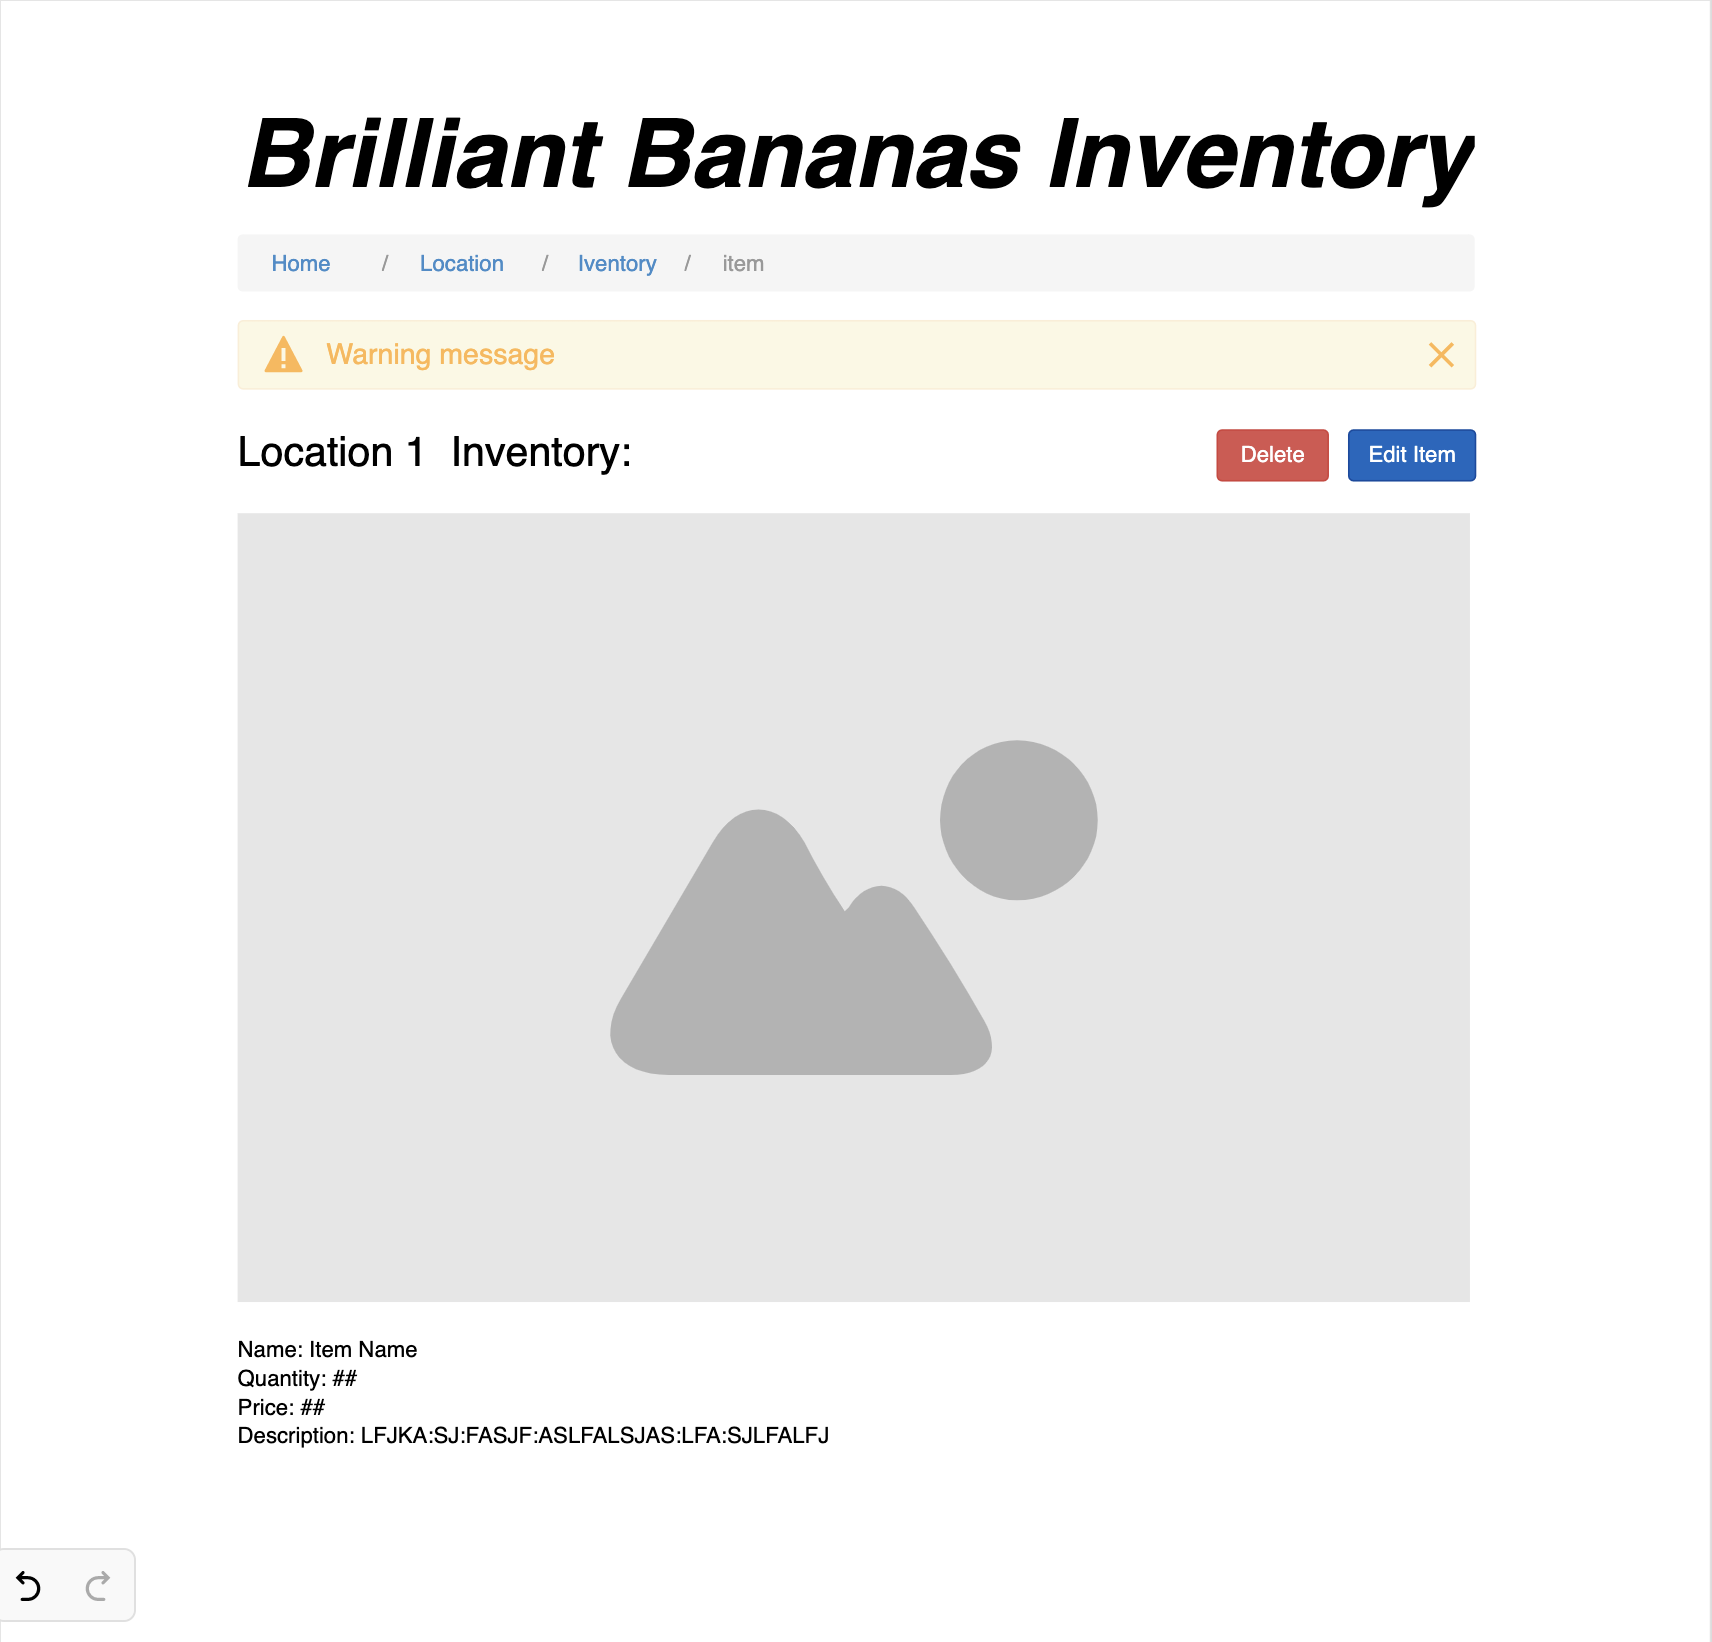 Brilliant Bananas Inventory
Home / Location / Iventory / item
Warning message
Location 1 Inventory: Delete Edit Item
Name: Item Name
Quantity: ##
Price: ##
Description: LFJKA:SJ:FASJF:ASLFALSJAS:LFA:SJLFALFJ